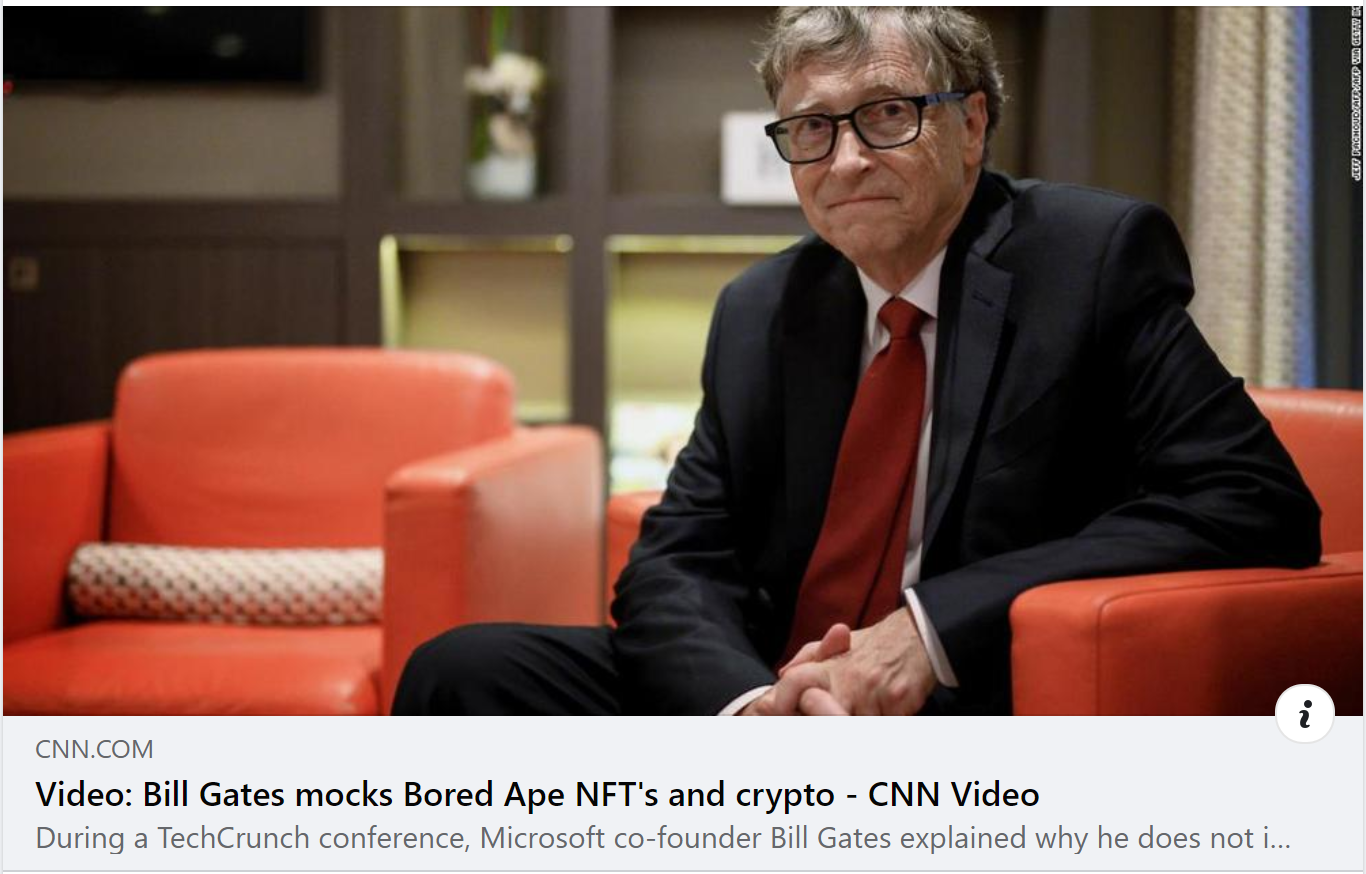 JEFF PACHOUD/AFP/AFP VIA GETTY
CNN.COM
Video: Bill Gates mocks Bored Ape NFT's and crypto - CNN Video
During a TechCrunch conference, Microsoft co-founder Bill Gates explained why he does not i...